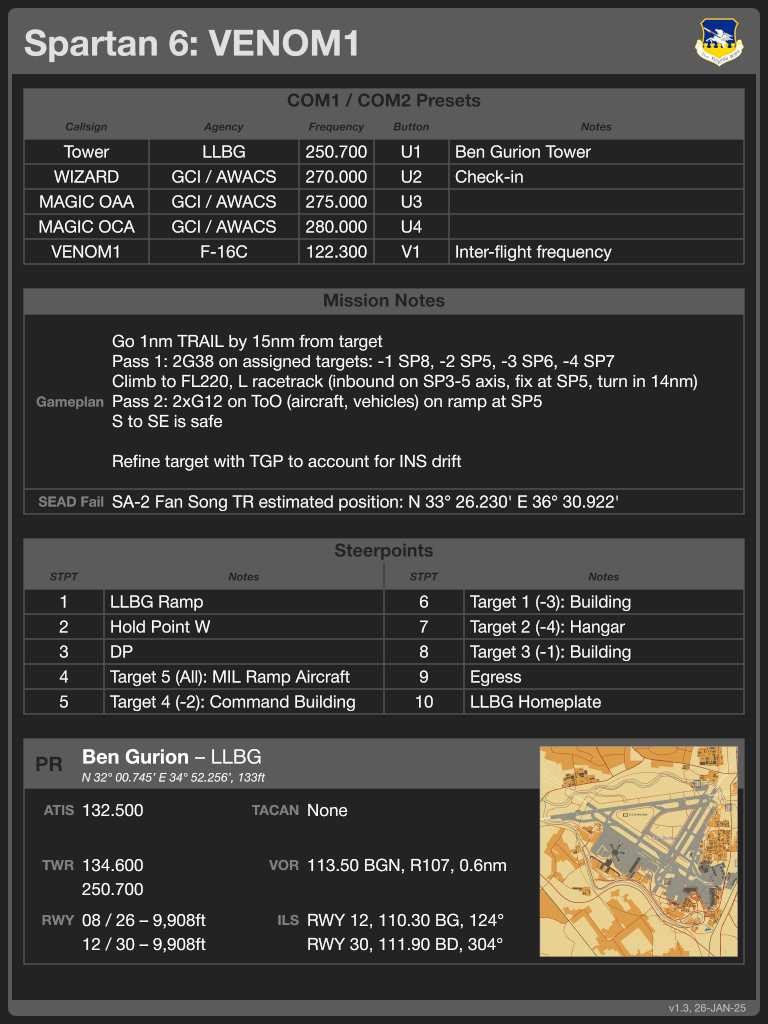 Spartan 6: VENOM1
COM1 / COM2 Presets
Callsign Agency Frequency Button Notes
Tower LLBG 250.700 U1 Ben Gurion Tower
WIZARD GCI / AWACS 270.000 U2 Check-in
MAGIC OAA GCI / AWACS 275.000 U3
MAGIC OCA GCI / AWACS 280.000 U4
VENOM1 F-16C 122.300 V1 Inter-flight frequency
Mission Notes
Gameplan
Go 1nm TRAIL by 15nm from target
Pass 1: 2G38 on assigned targets: -1 SP8, -2 SP5, -3 SP6, -4 SP7
Climb to FL220, L racetrack (inbound on SP3-5 axis, fix at SP5, turn in 14nm)
Pass 2: 2xG12 on ToO (aircraft, vehicles) on ramp at SP5
S to SE is safe
Refine target with TGP to account for INS drift
SEAD Fail SA-2 Fan Song TR estimated position: N 33° 26.230' E 36° 30.922'
Steerpoints
STPT Notes STPT Notes
1 LLBG Ramp 6 Target 1 (-3): Building
2 Hold Point W 7 Target 2 (-4): Hangar
3 DP 8 Target 3 (-1): Building
4 Target 5 (All): MIL Ramp Aircraft 9 Egress
5 Target 4 (-2): Command Building 10 LLBG Homeplate
PR Ben Gurion – LLBG
N 32° 00.745’ E 34° 52.256’, 133ft
ATIS 132.500 TACAN None
TWR 134.600 VOR 113.50 BGN, R107, 0.6nm
250.700
RWY 08 / 26 – 9,908ft ILS RWY 12, 110.30 BG, 124°
12 / 30 – 9,908ft RWY 30, 111.90 BD, 304°
v1.3, 26-JAN-25